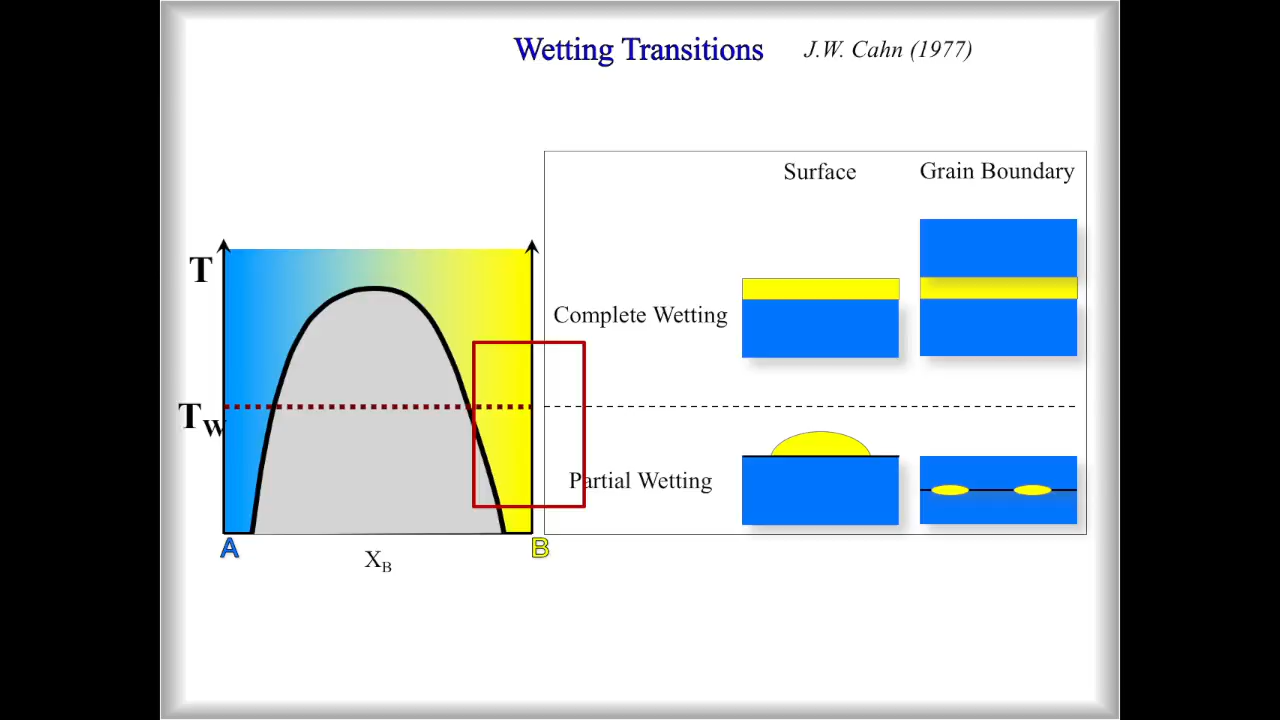 Wetting Transitions J.W. Cahn (1977)
Surface Grain Boundary
T
Complete Wetting
TW
Partial Wetting
A B
XB